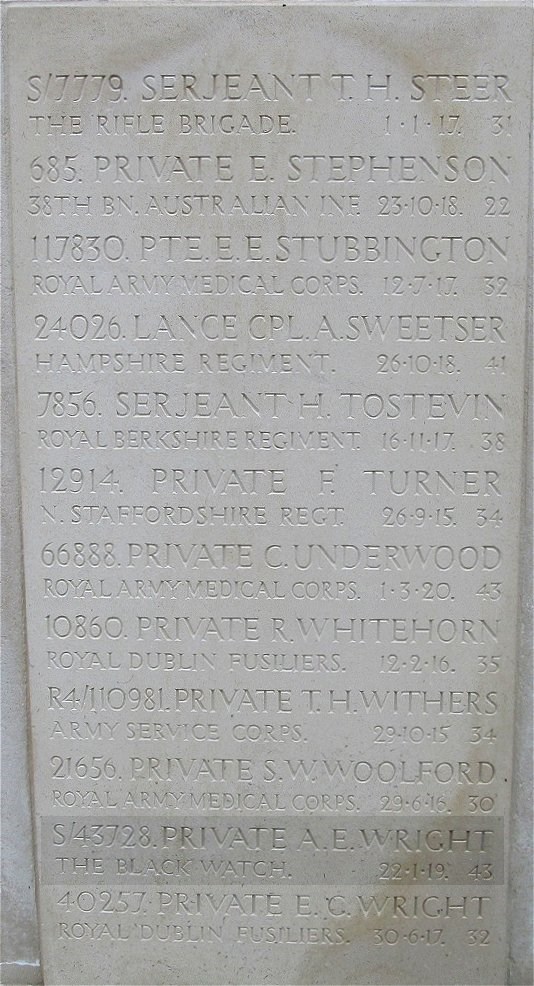 S/7779. SERJEANT T. H. STEER
THE RIFLE BRIGADE. 1·1·17. 31
685. PRIVATE E. STEPHENSON
38TH BN. AUSTRALIAN INF. 23·10·18. 22
117830. PTE. E. E. STUBBINGTON
ROYAL ARMY MEDICAL CORPS. 12·7·17. 32
24026. LANCE CPL. A. SWEETSER
HAMPSHIRE REGIMENT. 26·10·18. 41
7856. SERJEANT H. TOSTEVIN
ROYAL BERKSHIRE REGIMENT. 16·11·17. 38
12914. PRIVATE F. TURNER
N. STAFFORDSHIRE REGT. 26·9·15. 34
66888. PRIVATE C. UNDERWOOD
ROYAL ARMY MEDICAL CORPS. 1·3·20. 43
10860. PRIVATE R. WHITEHORN
ROYAL DUBLIN FUSILIERS. 12·2·16. 35
R4/110981. PRIVATE T. H. WITHERS
ARMY SERVICE CORPS. 29·10·15 34
21656. PRIVATE S. W. WOOLFORD
ROYAL ARMY MEDICAL CORPS. 29·6·16. 30
S/43728. PRIVATE A. E. WRIGHT
THE BLACK WATCH. 22·1·19. 43
40257. PRIVATE E. C. WRIGHT
ROYAL DUBLIN FUSILIERS. 30·6·17. 32